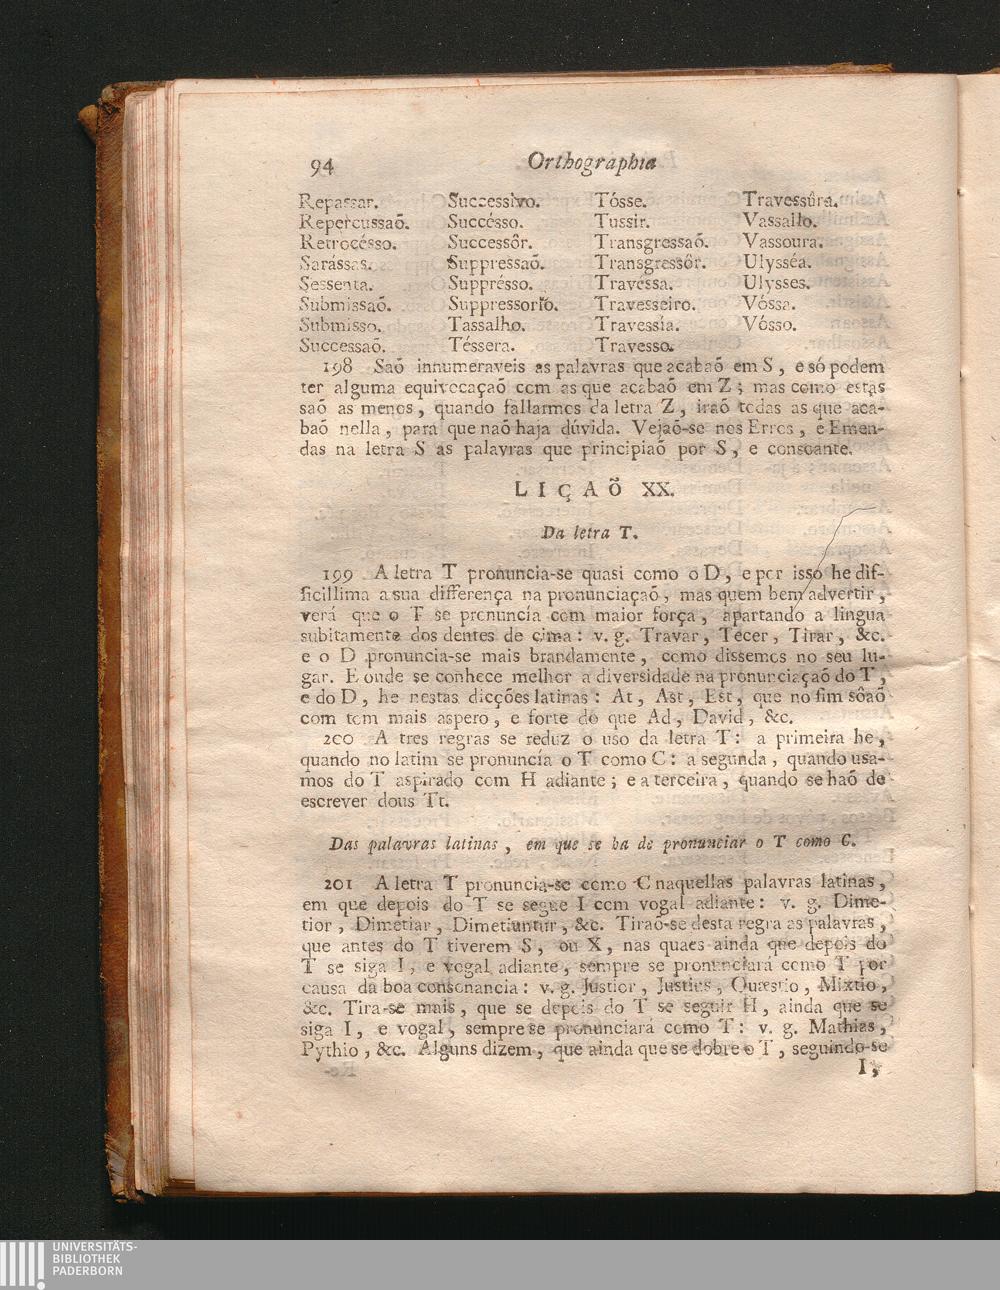 94 Orthographia
Repassar. Successivo. Tósse. Travessûra.
Repercussaõ. Succésso. Tussir. Vassallo.
Retrocésso. Successôr. Transgressaõ. Vassoura.
Sarássas. Suppressaõ. Transgressôr. Ulysséa.
Sessenta. Supprésso. Travéssa. Ulysses.
Submissaõ. Suppressorio. Travesseiro. Vóssa.
Submisso. Tassalho. Travessía. Vósso.
Successaõ. Téssera. Travesso.
198 Saõ innumeraveis as palavras que acabaõ em S, e só podem
ter alguma equivocaçaõ com as que acabaõ em Z; mas como estas
saõ as menos, quando fallarmos da letra Z, iraõ todas as que aca-
baõ nella, para que naõ haja dúvida. Vejaõ-se nos Erros, e Emen-
das na letra S as palavras que principiaõ por S, e consoante.
LIÇAÕ XX.
Da letra T.
199 A letra T pronuncia-se quasi como o D, e por isso he dif-
ficillima a sua differença na pronunciaçaõ, mas quem bem advertir,
verá que o T se pronuncía com maior força, apartando a lingua
subitamente dos dentes de cima: v. g. Travar, Tecer, Tirar, &c.
e o D pronuncia-se mais brandamente, como dissemos no seu lu-
gar. E onde se conhece melhor a diversidade na pronunciaçaõ do T,
e do D, he nestas dicções latinas: At, Ast, Est, que no fim sôaõ
com tom mais aspero, e forte do que Ad, David, &c.
200 A tres regras se reduz o uso da letra T: a primeira he,
quando no latim se pronuncía o T como C: a segunda, quando usa-
mos do T aspirado com H adiante; e a terceira, quando se haõ de
escrever dous Tt.
Das palavras latinas, em que se ha de pronunciar o T como C.
201 A letra T pronuncia-se como C naquellas palavras latinas,
em que depois do T se segue I com vogal adiante: v. g. Dime-
tior, Dimetiar, Dimetiuntur, &c. Tiraõ-se desta regra as palavras,
que antes do T tiverem S, ou X, nas quaes ainda que depois do
T se siga I, e vogal adiante, sempre se pronunciará como T por
causa da boa consonancia: v. g. Justior, Justius, Quæstio, Mixtio,
&c. Tira-se mais, que se depois do T se seguir H, ainda que se
siga I, e vogal, sempre se pronunciará como T: v. g. Mathias,
Pythio, &c. Alguns dizem, que ainda que se dobre o T, seguindo-se
I,
UNIVERSITÄTS-
BIBLIOTHEK
PADERBORN